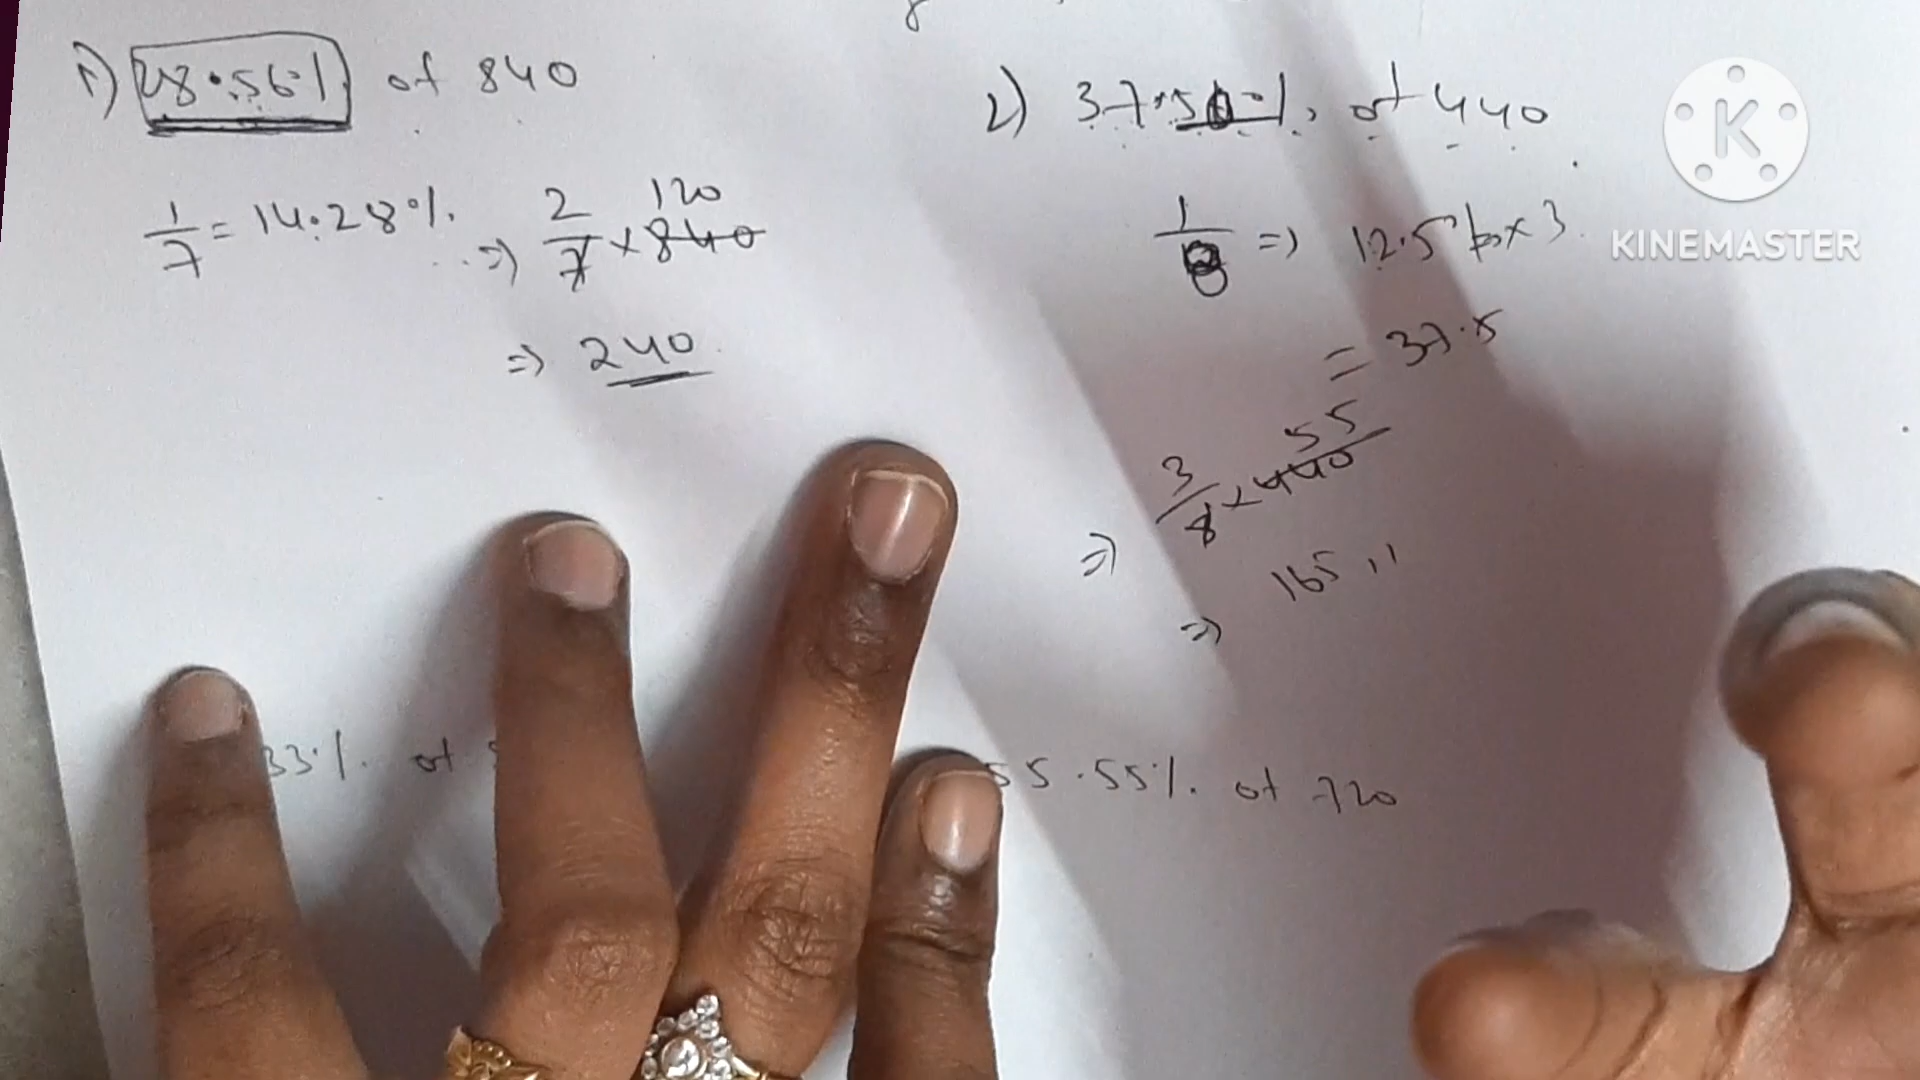 1) 28.56% of 840
1/7 = 14.28% => 2/7 × 840 120
=> 240
2) 37.50% of 440
1/8 => 12.5% × 3
= 37.5
=> 3/8 × 440 55
=> 165 ,,
33% of
55.55% of 720
K
KINEMASTER